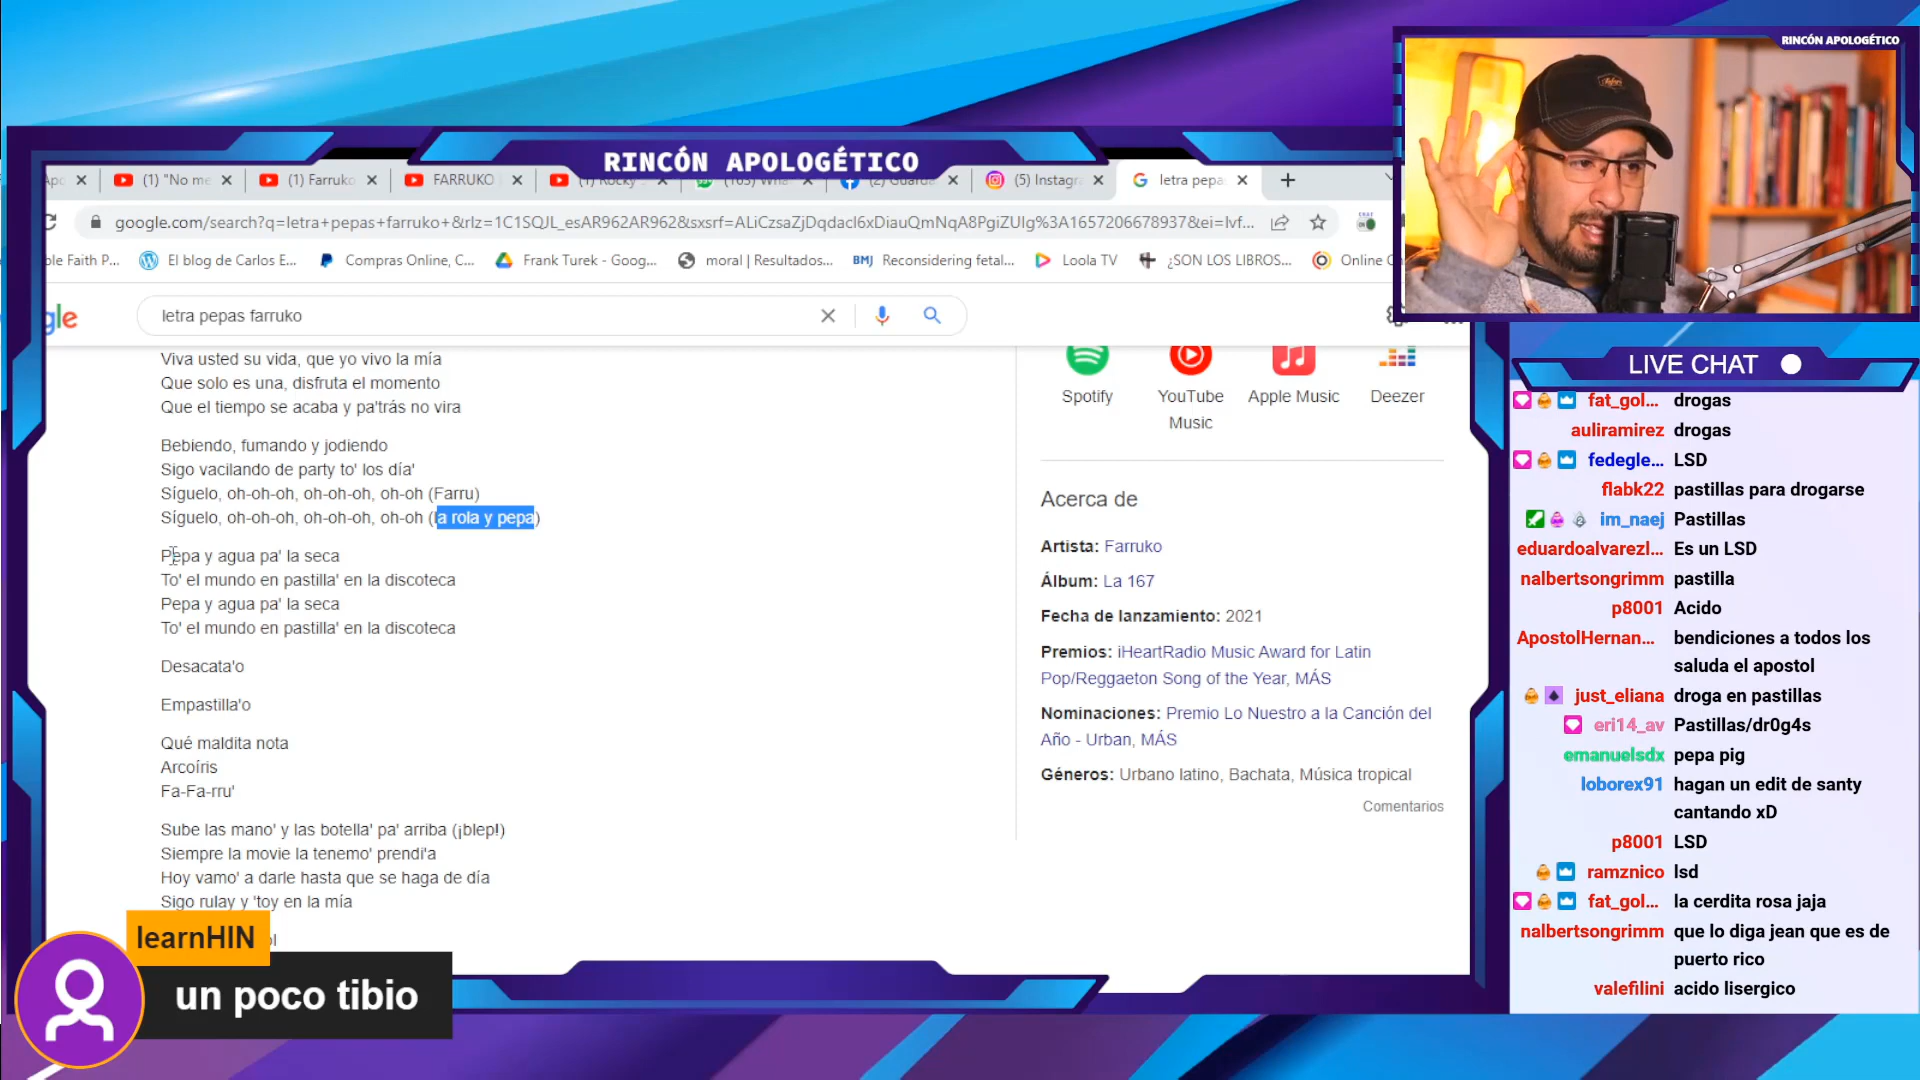 RINCÓN APOLOGÉTICO
RINCÓN APOLOGÉTICO
(1) "No me
(1) Farruko
FARRUKO
(5) Instagra
letra pepas
google.com/search?q=letra+pepas+farruko+&rlz=1C1SQJL_esAR962AR962&sxsrf=ALiCzsaZjDqdacl6xDiauQmNqA8PgiZUIg%3A1657206678937&ei=lvf...
ole Faith P...
El blog de Carlos E...
Compras Online, C...
Frank Turek - Goog...
moral | Resultados...
BMJ Reconsidering fetal...
Loola TV
¿SON LOS LIBROS...
Online C
gle
letra pepas farruko
Viva usted su vida, que yo vivo la mía
Que solo es una, disfruta el momento
Que el tiempo se acaba y pa'trás no vira
Bebiendo, fumando y jodiendo
Sigo vacilando de party to' los día'
Síguelo, oh-oh-oh, oh-oh-oh, oh-oh (Farru)
Síguelo, oh-oh-oh, oh-oh-oh, oh-oh (la rola y pepa)
Pepa y agua pa' la seca
To' el mundo en pastilla' en la discoteca
Pepa y agua pa' la seca
To' el mundo en pastilla' en la discoteca
Desacata'o
Empastilla'o
Qué maldita nota
Arcoíris
Fa-Fa-rru'
Sube las mano' y las botella' pa' arriba (¡blep!)
Siempre la movie la tenemo' prendi'a
Hoy vamo' a darle hasta que se haga de día
Sigo rulay y 'toy en la mía
Spotify
YouTube Music
Apple Music
Deezer
Acerca de
Artista: Farruko
Álbum: La 167
Fecha de lanzamiento: 2021
Premios: iHeartRadio Music Award for Latin
Pop/Reggaeton Song of the Year, MÁS
Nominaciones: Premio Lo Nuestro a la Canción del
Año - Urban, MÁS
Géneros: Urbano latino, Bachata, Música tropical
Comentarios
learnHIN
un poco tibio
LIVE CHAT
fat_gol... drogas
auliramirez drogas
fedegle... LSD
flabk22 pastillas para drogarse
im_naej Pastillas
eduardoalvarezl... Es un LSD
nalbertsongrimm pastilla
p8001 Acido
ApostolHernan... bendiciones a todos los
saluda el apostol
just_eliana droga en pastillas
eri14_av Pastillas/dr0g4s
emanuelsdx pepa pig
loborex91 hagan un edit de santy
cantando xD
p8001 LSD
ramznico lsd
fat_gol... la cerdita rosa jaja
nalbertsongrimm que lo diga jean que es de
puerto rico
valefilini acido lisergico